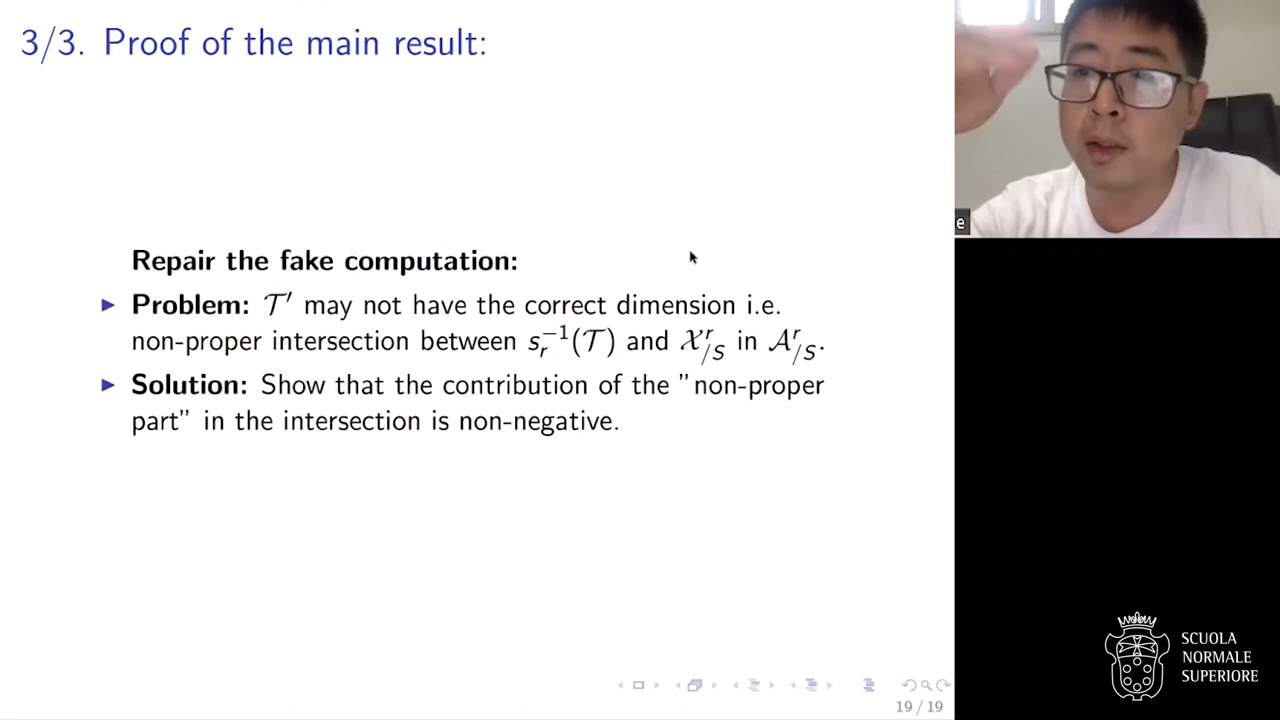 3/3. Proof of the main result:
Repair the fake computation:
▶ Problem: 𝒯′ may not have the correct dimension i.e.
non-proper intersection between s_r^{-1}(𝒯) and 𝒳^r_{/S} in 𝒜^r_{/S}.
▶ Solution: Show that the contribution of the ”non-proper
part” in the intersection is non-negative.
e
SCUOLA
NORMALE
SUPERIORE
19 / 19